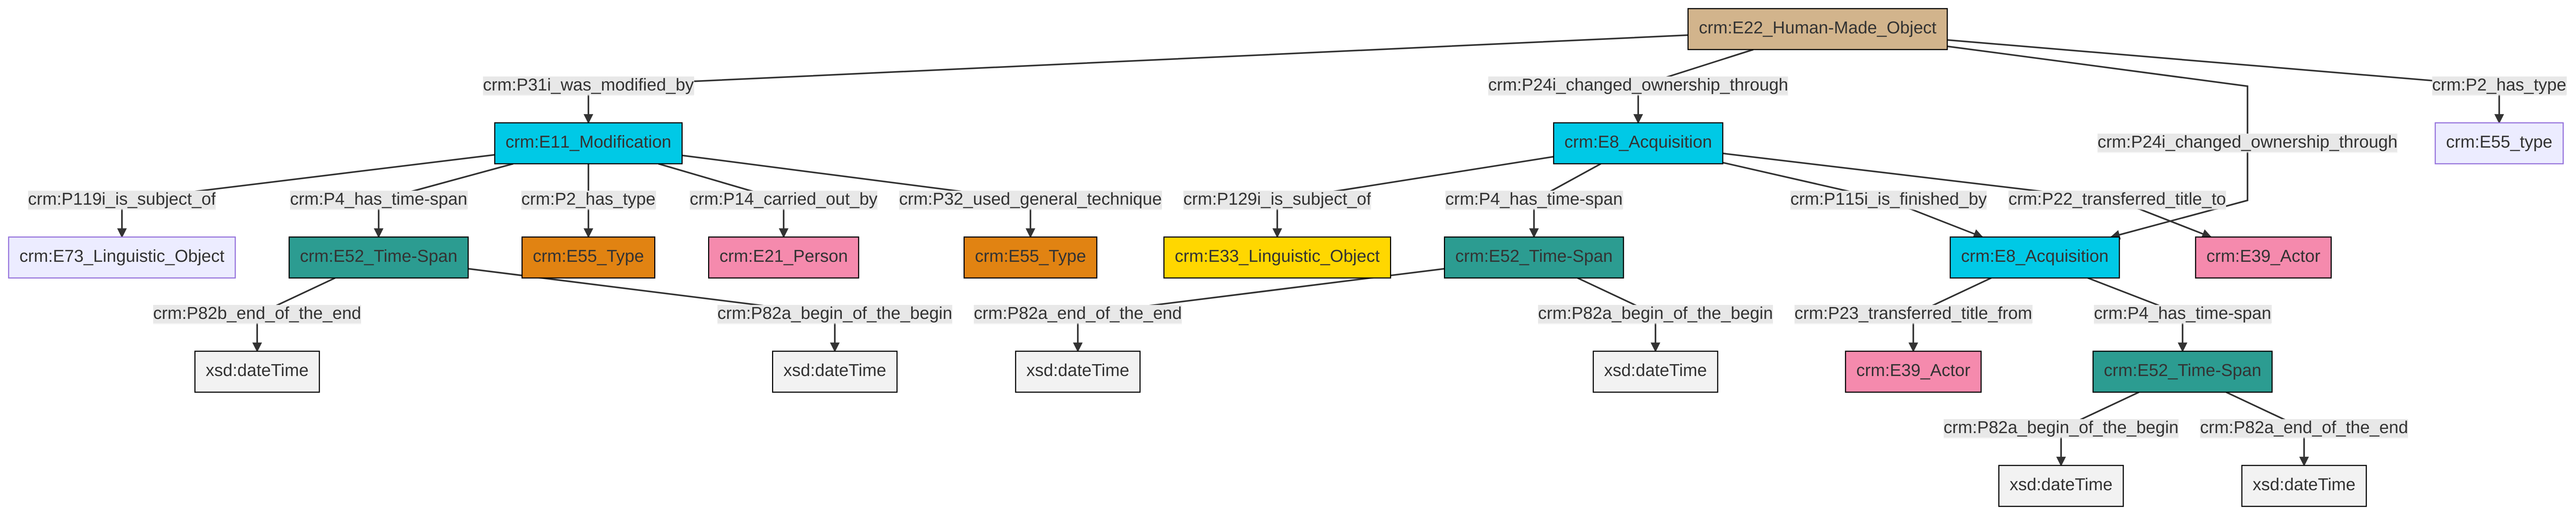 crm:E22_Human-Made_Object
crm:P31i_was_modified_by
crm:P24i_changed_ownership_through
crm:P2_has_type
crm:E11_Modification
crm:E8_Acquisition
crm:P24i_changed_ownership_through
crm:E55_type
crm:P119i_is_subject_of
crm:P4_has_time-span
crm:P2_has_type
crm:P14_carried_out_by
crm:P32_used_general_technique
crm:P129i_is_subject_of
crm:P4_has_time-span
crm:P115i_is_finished_by
crm:P22_transferred_title_to
crm:E73_Linguistic_Object
crm:E52_Time-Span
crm:E55_Type
crm:E21_Person
crm:E55_Type
crm:E33_Linguistic_Object
crm:E52_Time-Span
crm:E8_Acquisition
crm:E39_Actor
crm:P82b_end_of_the_end
crm:P82a_begin_of_the_begin
crm:P82a_end_of_the_end
crm:P82a_begin_of_the_begin
crm:P23_transferred_title_from
crm:P4_has_time-span
xsd:dateTime
xsd:dateTime
xsd:dateTime
xsd:dateTime
crm:E39_Actor
crm:E52_Time-Span
crm:P82a_begin_of_the_begin
crm:P82a_end_of_the_end
xsd:dateTime
xsd:dateTime